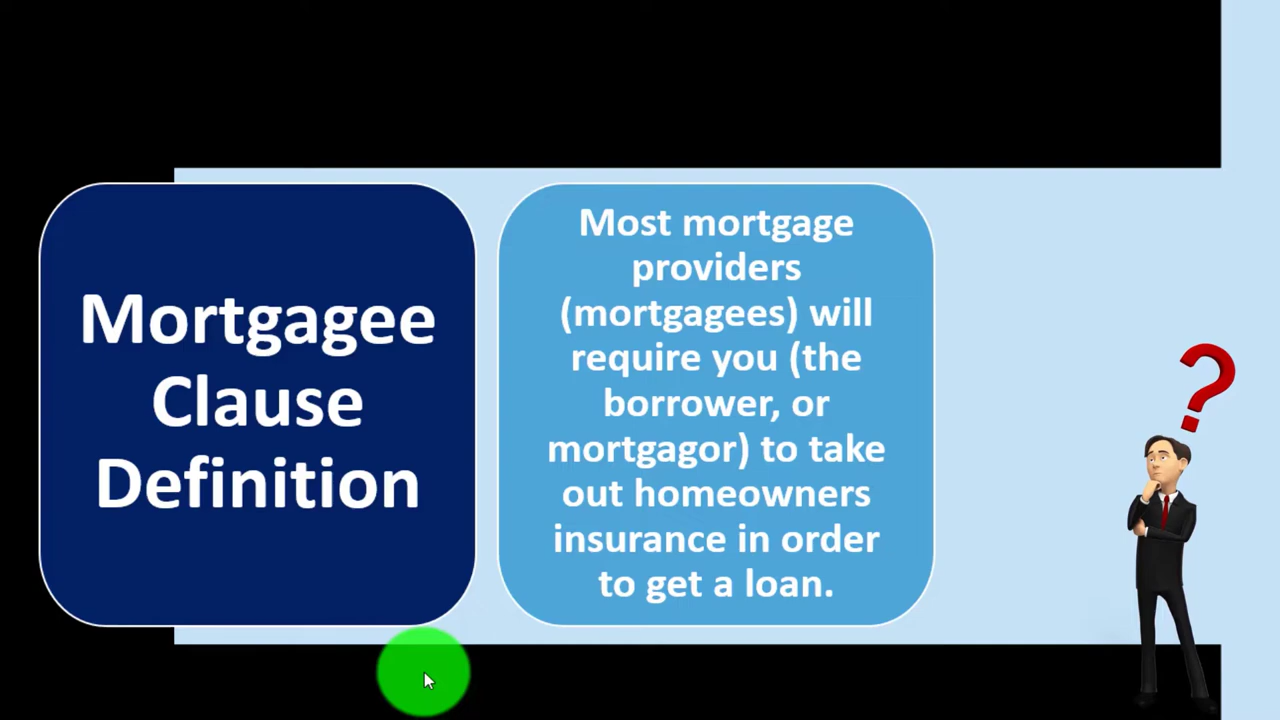 Mortgagee
Clause
Definition
Most mortgage
providers
(mortgagees) will
require you (the
borrower, or
mortgagor) to take
out homeowners
insurance in order
to get a loan.
?